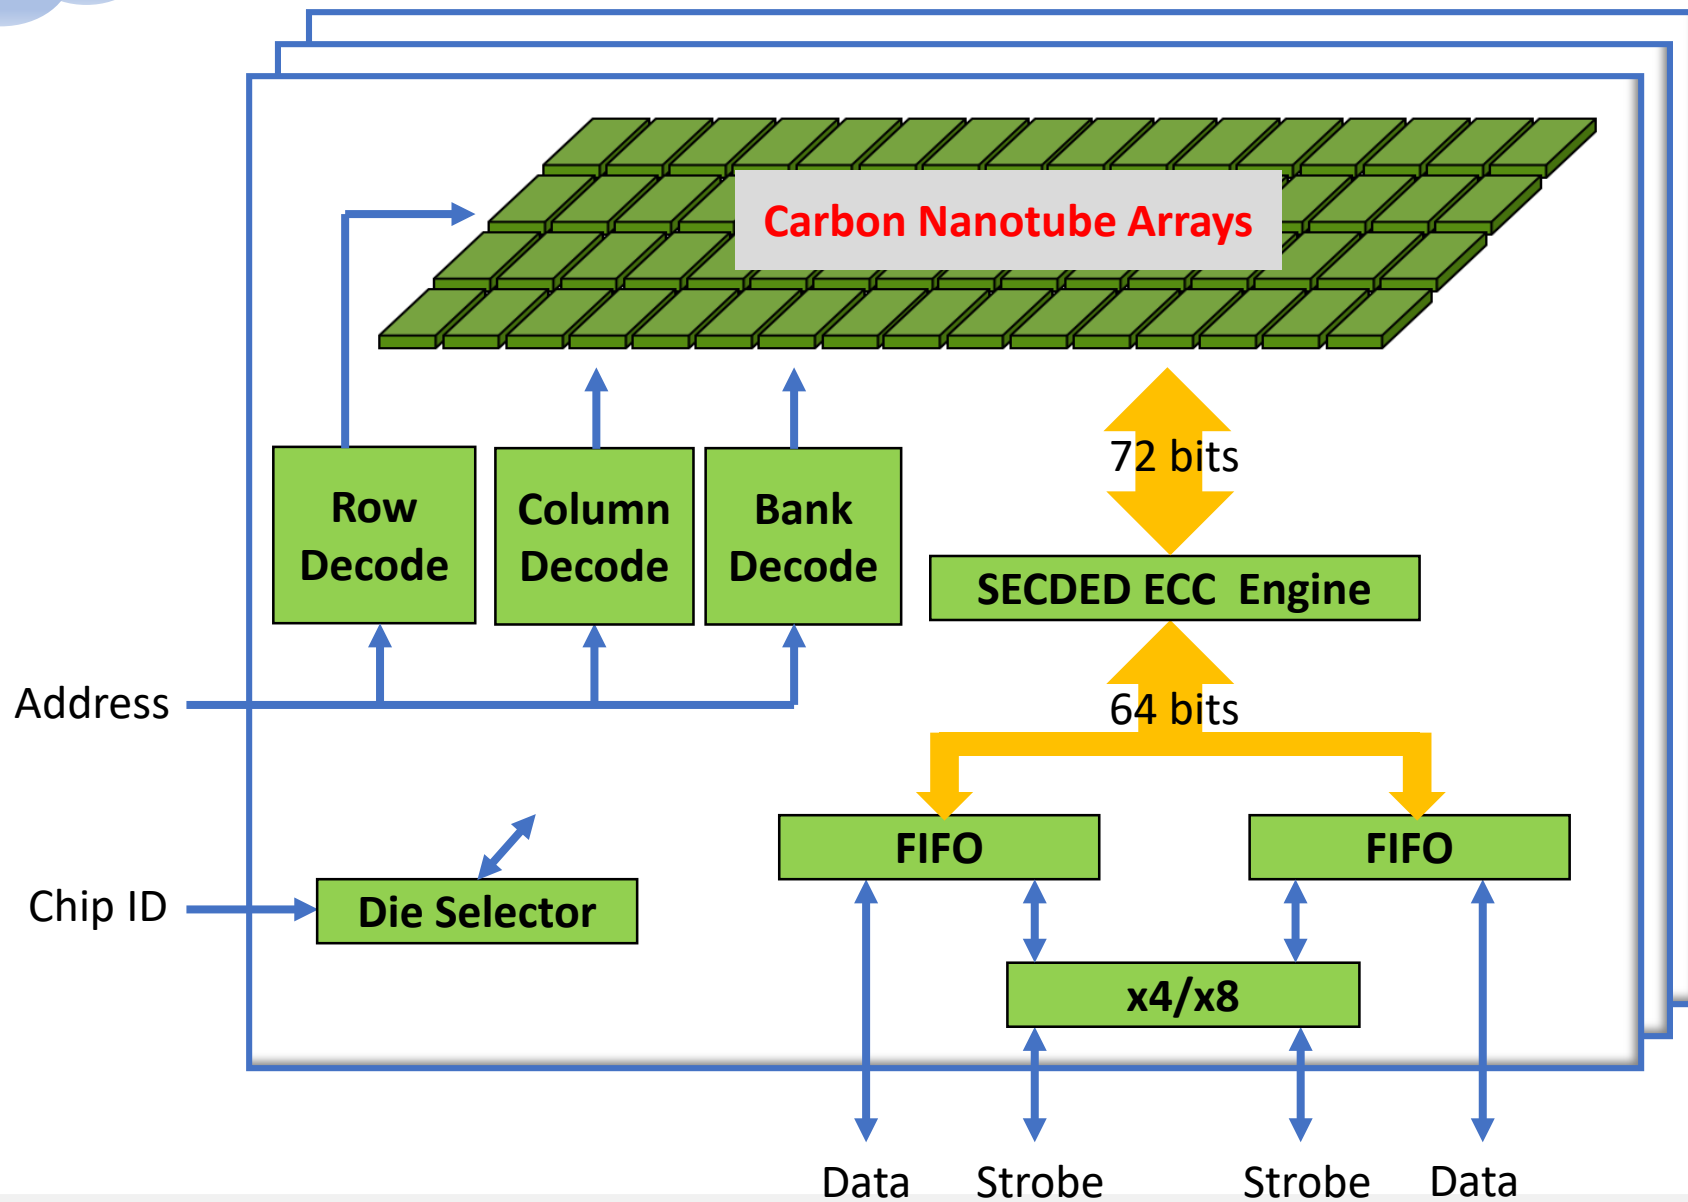 Carbon Nanotube Arrays
72 bits
Row
Decode
Column
Decode
Bank
Decode
SECDED ECC  Engine
Address
64 bits
FIFO
FIFO
Chip ID
Die Selector
x4/x8
Data
Strobe
Strobe
Data